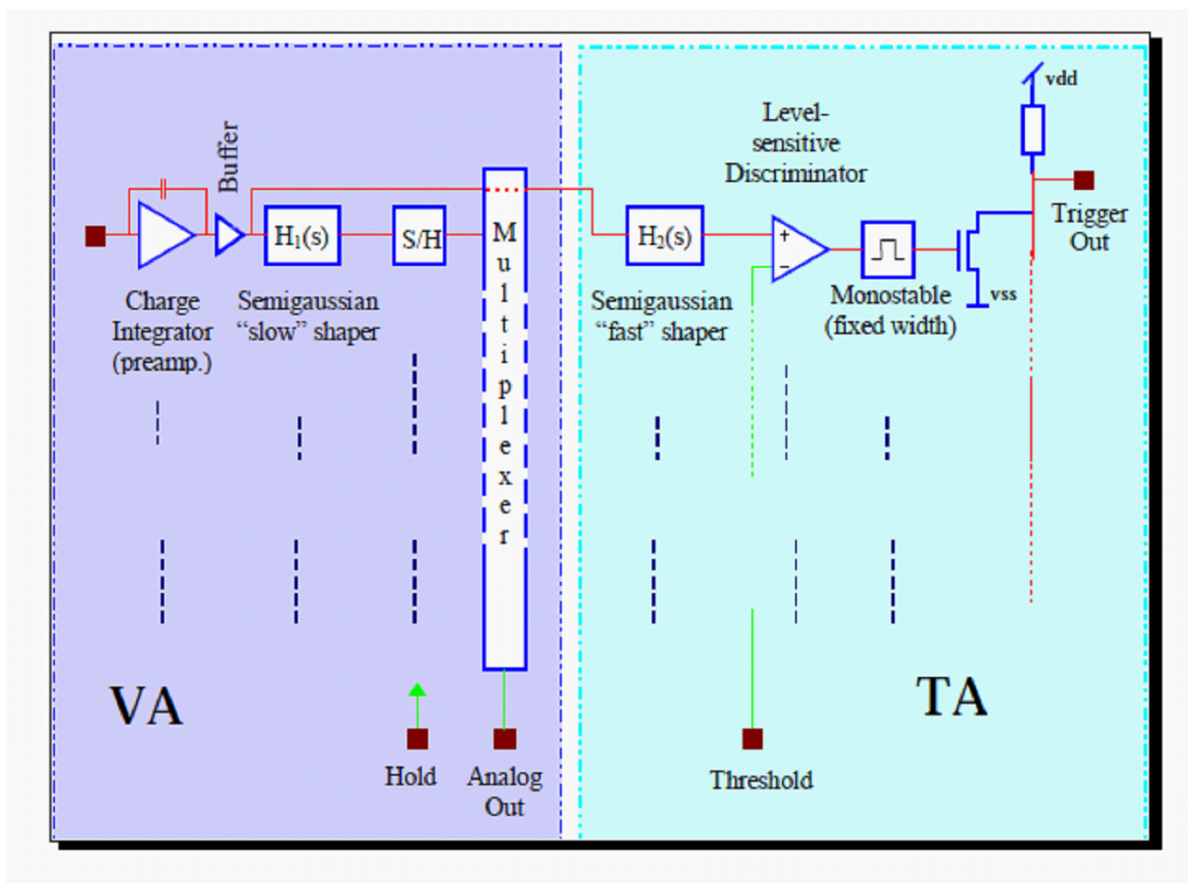 Buffer
H₁(s)
S/H
Charge
Integrator
(preamp.)
Semigaussian
“slow” shaper
M
u
l
t
i
p
l
e
x
e
r
VA
Hold
Analog
Out
Level-
sensitive
Discriminator
vdd
H₂(s)
+
−
Trigger
Out
Semigaussian
“fast” shaper
Monostable
(fixed width)
vss
TA
Threshold